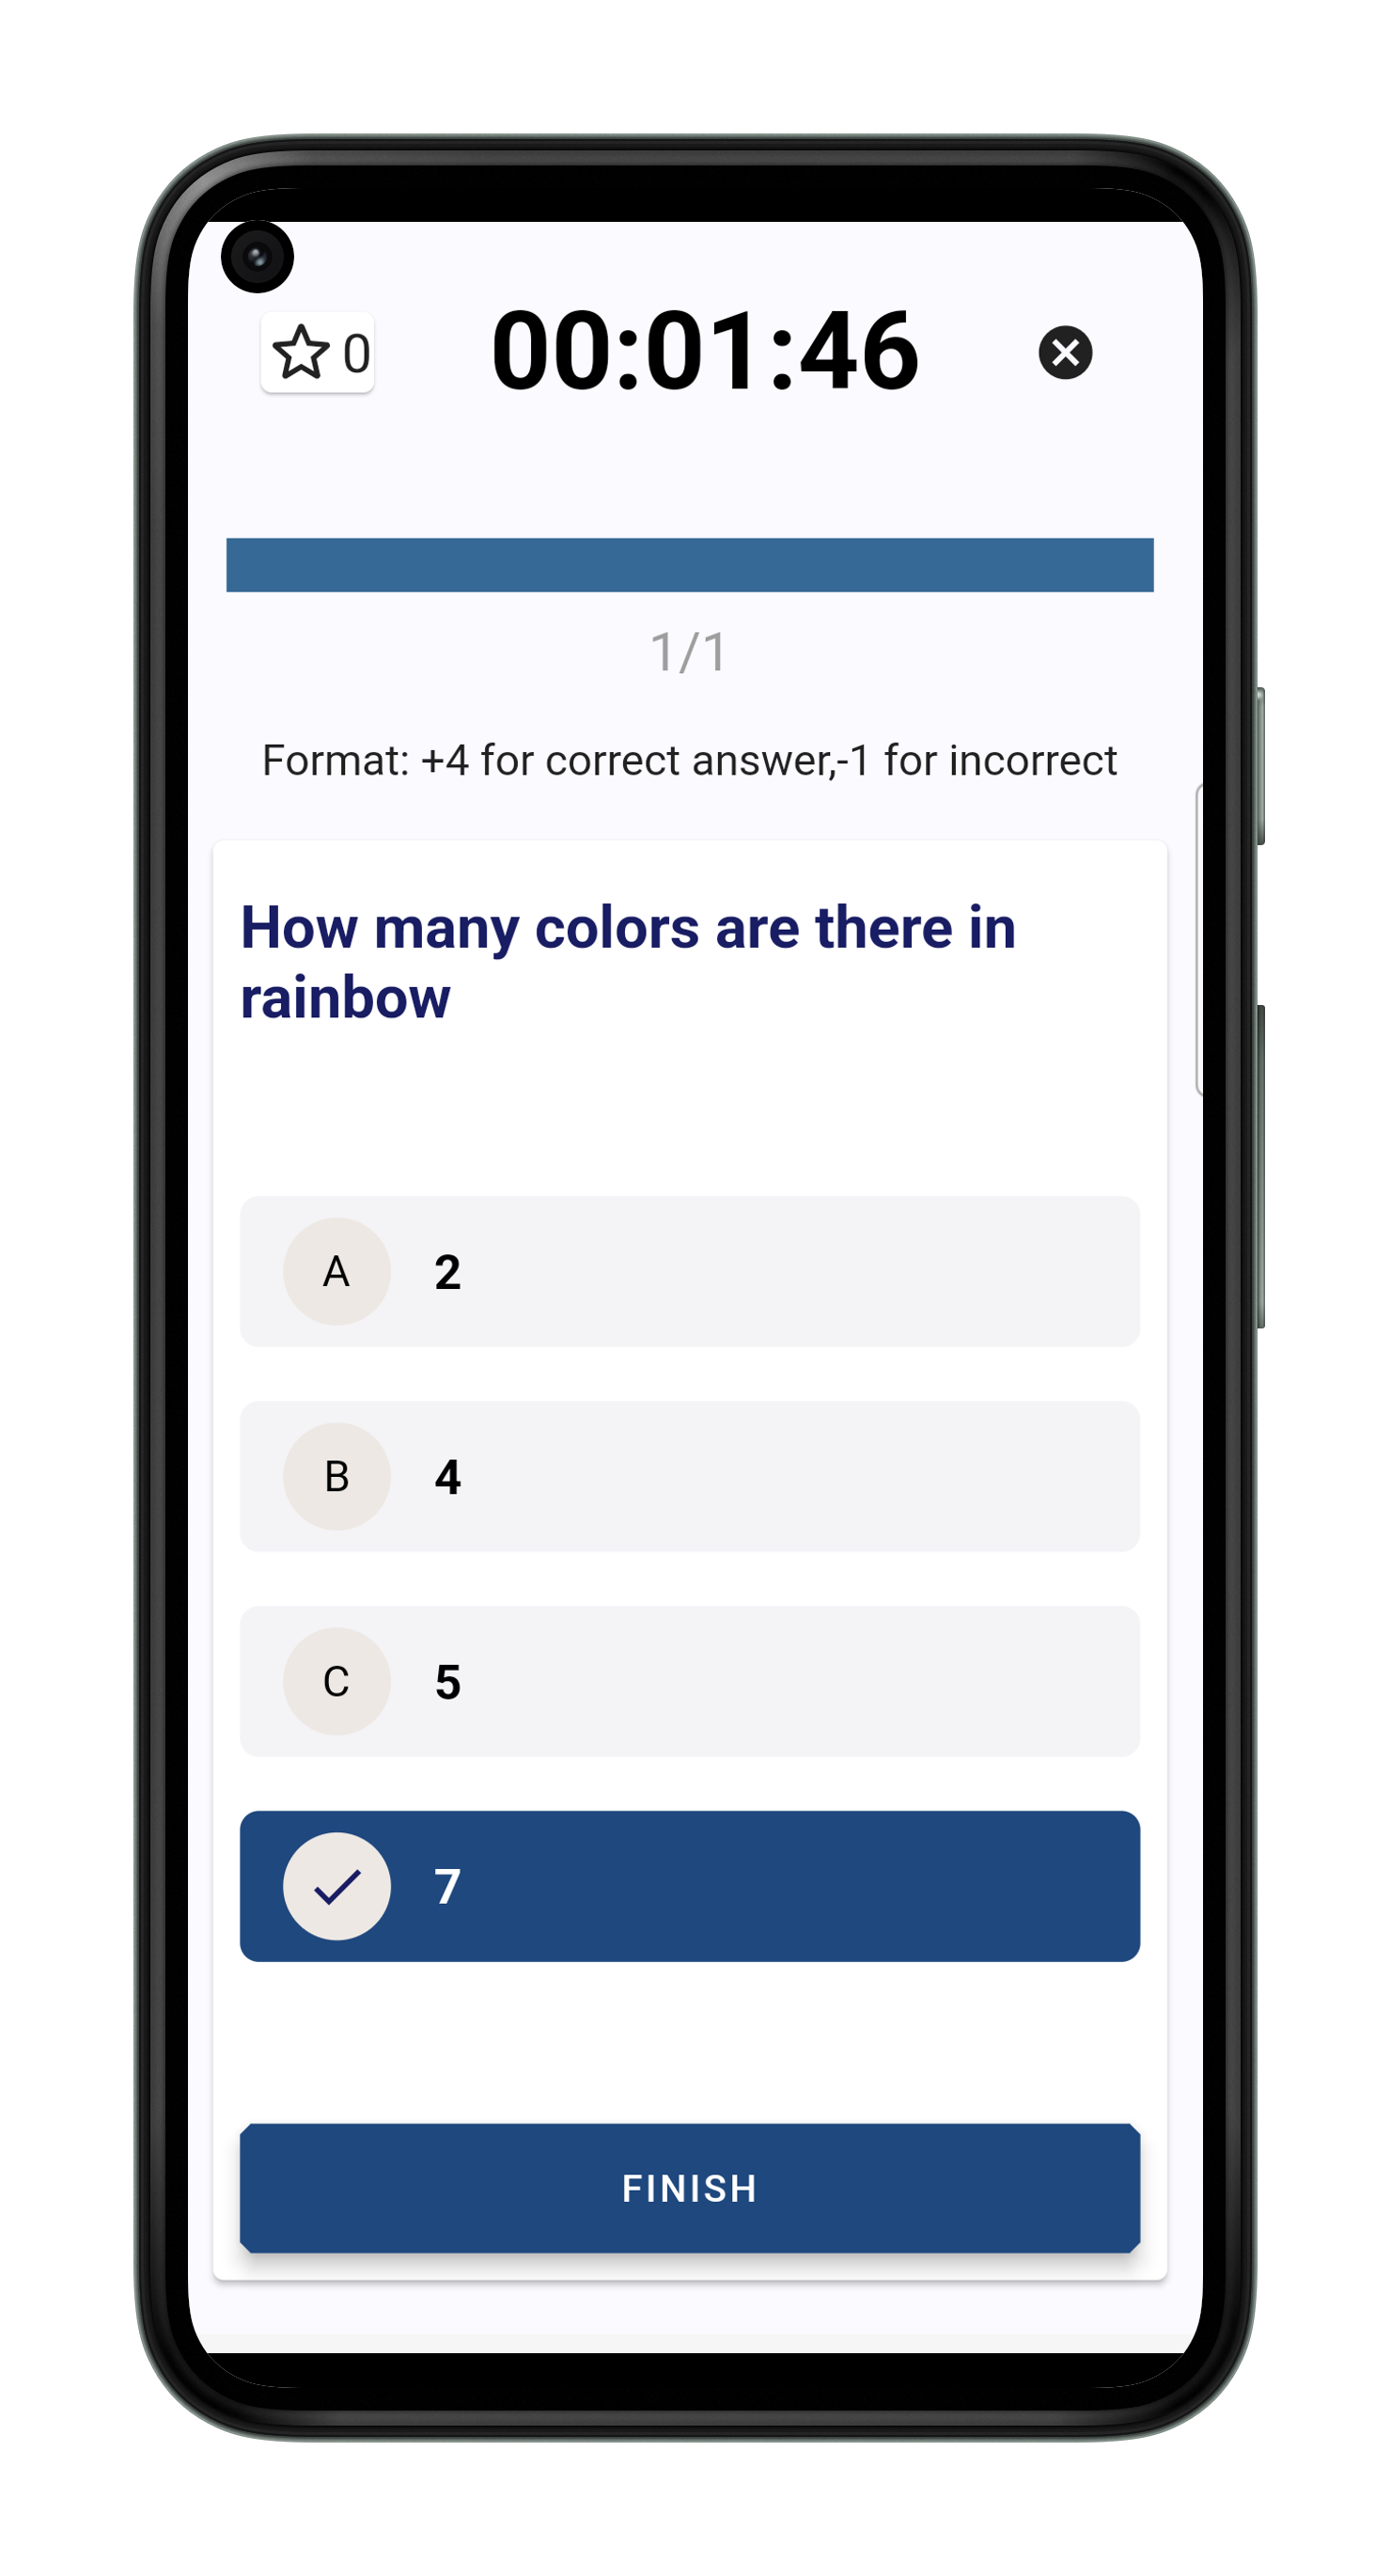 0
00:01:46
1/1
Format: +4 for correct answer,-1 for incorrect
How many colors are there in
rainbow
A 2
B 4
C 5
7
FINISH